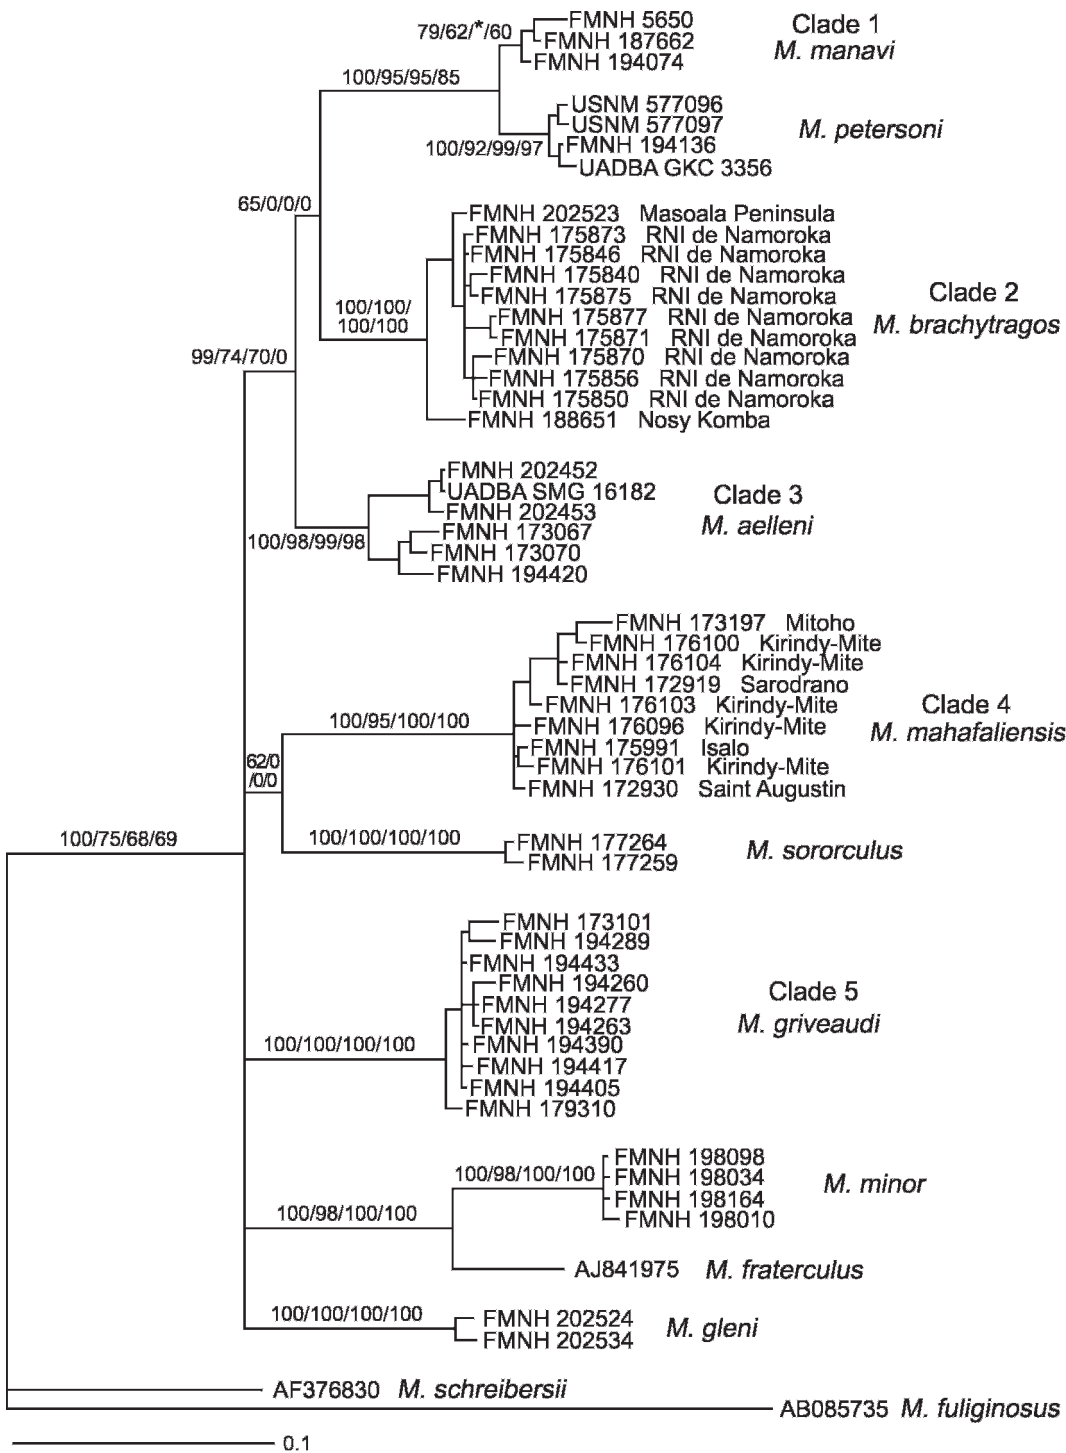 79/62/*/60
FMNH 5650
FMNH 187662
FMNH 194074
Clade 1
M. manavi
100/95/95/85
USNM 577096
USNM 577097
FMNH 194136
UADBA GKC 3356
M. petersoni
100/92/99/97
65/0/0/0
FMNH 202523 Masoala Peninsula
FMNH 175873 RNI de Namoroka
FMNH 175846 RNI de Namoroka
FMNH 175840 RNI de Namoroka
FMNH 175875 RNI de Namoroka
FMNH 175877 RNI de Namoroka
FMNH 175871 RNI de Namoroka
FMNH 175870 RNI de Namoroka
FMNH 175856 RNI de Namoroka
FMNH 175850 RNI de Namoroka
FMNH 188651 Nosy Komba
Clade 2
M. brachytragos
100/100/
100/100
99/74/70/0
FMNH 202452
UADBA SMG 16182
FMNH 202453
FMNH 173067
FMNH 173070
FMNH 194420
Clade 3
M. aelleni
100/98/99/98
FMNH 173197 Mitoho
FMNH 176100 Kirindy-Mite
FMNH 176104 Kirindy-Mite
FMNH 172919 Sarodrano
FMNH 176103 Kirindy-Mite
FMNH 176096 Kirindy-Mite
FMNH 175991 Isalo
FMNH 176101 Kirindy-Mite
FMNH 172930 Saint Augustin
Clade 4
M. mahafaliensis
100/95/100/100
62/0
/0/0
100/75/68/69
100/100/100/100
FMNH 177264
FMNH 177259
M. sororculus
FMNH 173101
FMNH 194289
FMNH 194433
FMNH 194260
FMNH 194277
FMNH 194263
FMNH 194390
FMNH 194417
FMNH 194405
FMNH 179310
Clade 5
M. griveaudi
100/100/100/100
100/98/100/100
FMNH 198098
FMNH 198034
FMNH 198164
FMNH 198010
M. minor
100/98/100/100
AJ841975 M. fraterculus
100/100/100/100
FMNH 202524
FMNH 202534
M. gleni
AF376830 M. schreibersii
AB085735 M. fuliginosus
0.1